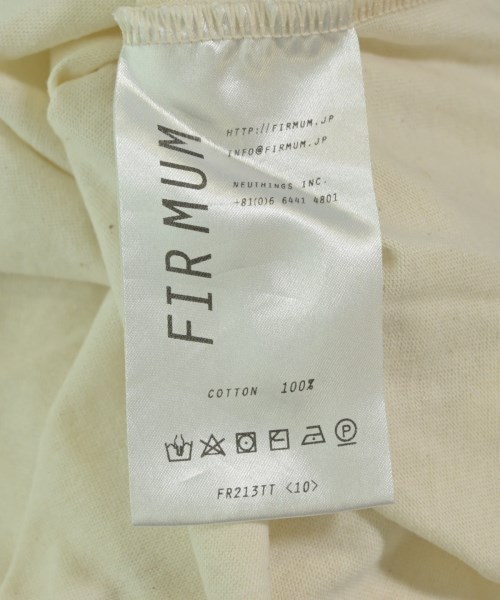 FIRMUM
HTTP://FIRMUM.JP
INFO@FIRMUM.JP
NEUTHINGS INC.
+81(0)6 6441 4801
COTTON 100%
P
FR213TT <10>